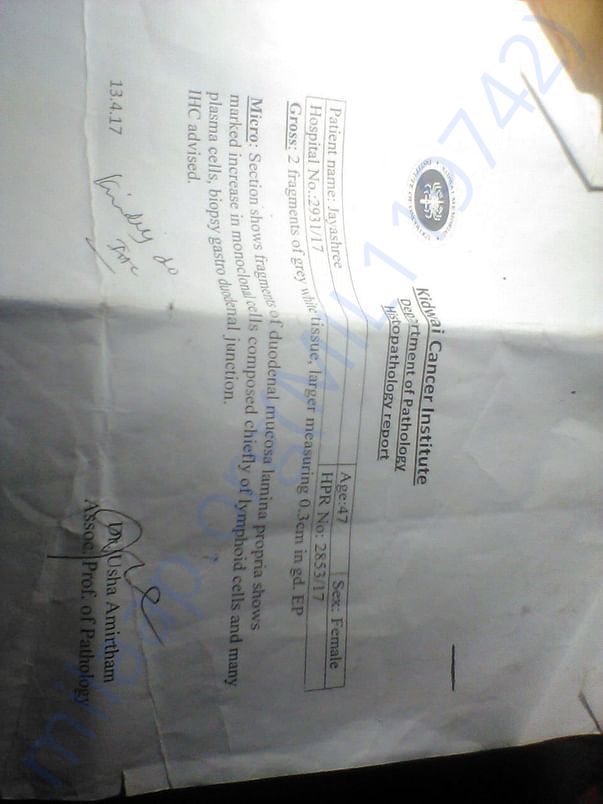 Kidwai Cancer Institute
Department of Pathology
Histopathology report
Patient name: Jayashree Age:47 Sex: Female
Hospital No.:2931/17 HPR No: 2853/17
Gross: 2 fragments of grey white tissue, larger measuring 0.3cm in gd. EP
Micro: Section shows fragments of duodenal mucosa lamina propria shows
marked increase in monoclonal cells composed chiefly of lymphoid cells and many
plasma cells, biopsy gastro duodenal junction.
IHC advised.
13.4.17
Kindly do
IHC
Dr. Usha Amirtham
Assoc. Prof. of Pathology